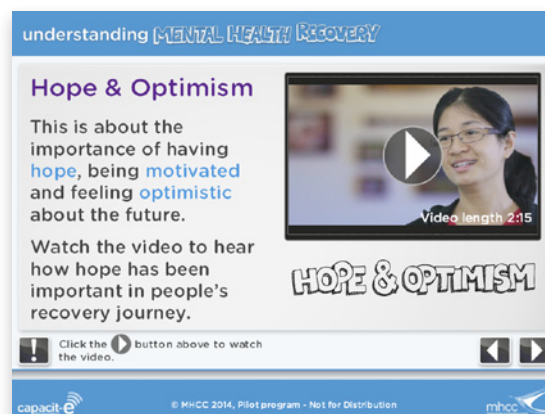 understanding MENTAL HEALTH RECOVERY
Hope & Optimism
This is about the
importance of having
hope, being motivated
and feeling optimistic
about the future.
Watch the video to hear
how hope has been
important in people's
recovery journey.
Video length 2:15
HOPE & OPTIMISM
!
Click the button above to watch
the video.
capacit-e
© MHCC 2014, Pilot program - Not for Distribution
mhcc